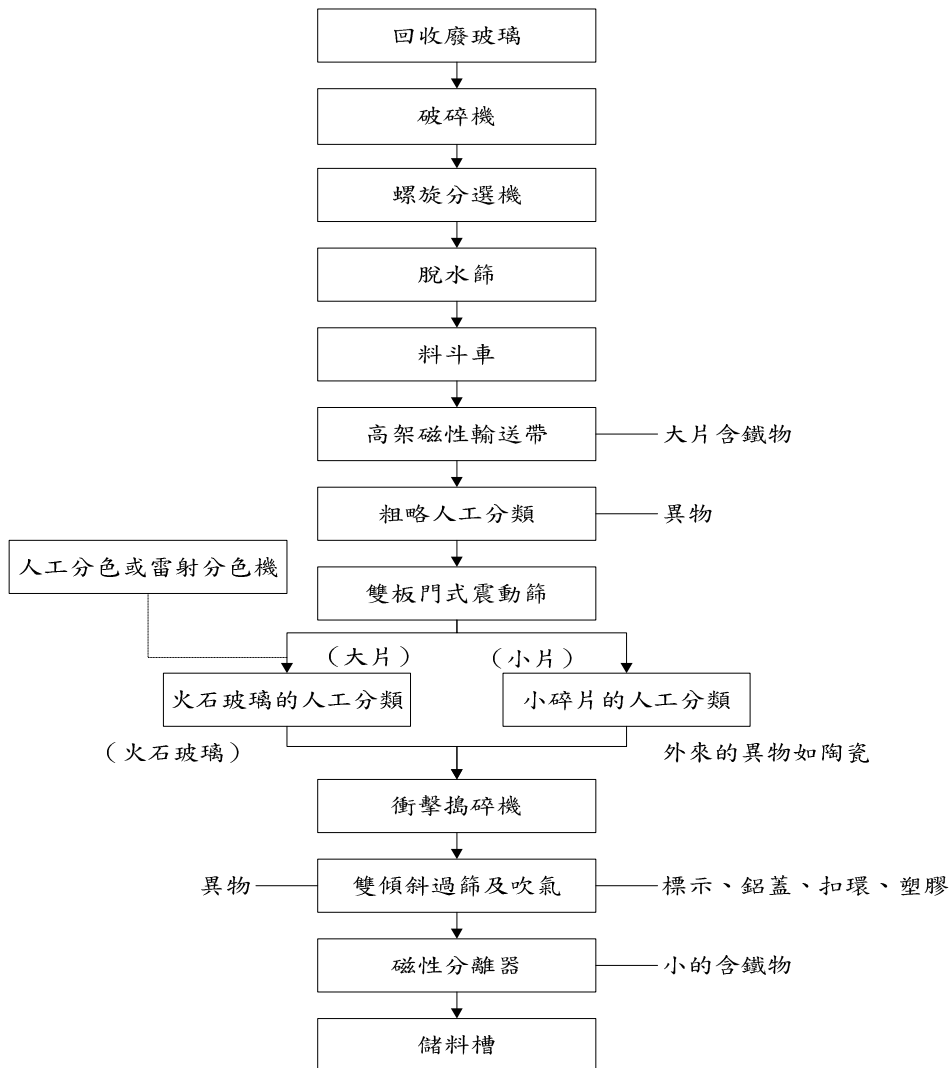 回收廢玻璃
破碎機
螺旋分選機
脫水篩
料斗車
高架磁性輸送帶
大片含鐵物
粗略人工分類
異物
人工分色或雷射分色機
雙板門式震動篩
（大片）
（小片）
火石玻璃的人工分類
小碎片的人工分類
（火石玻璃）
外來的異物如陶瓷
衝擊搗碎機
異物
雙傾斜過篩及吹氣
標示、鋁蓋、扣環、塑膠
磁性分離器
小的含鐵物
儲料槽